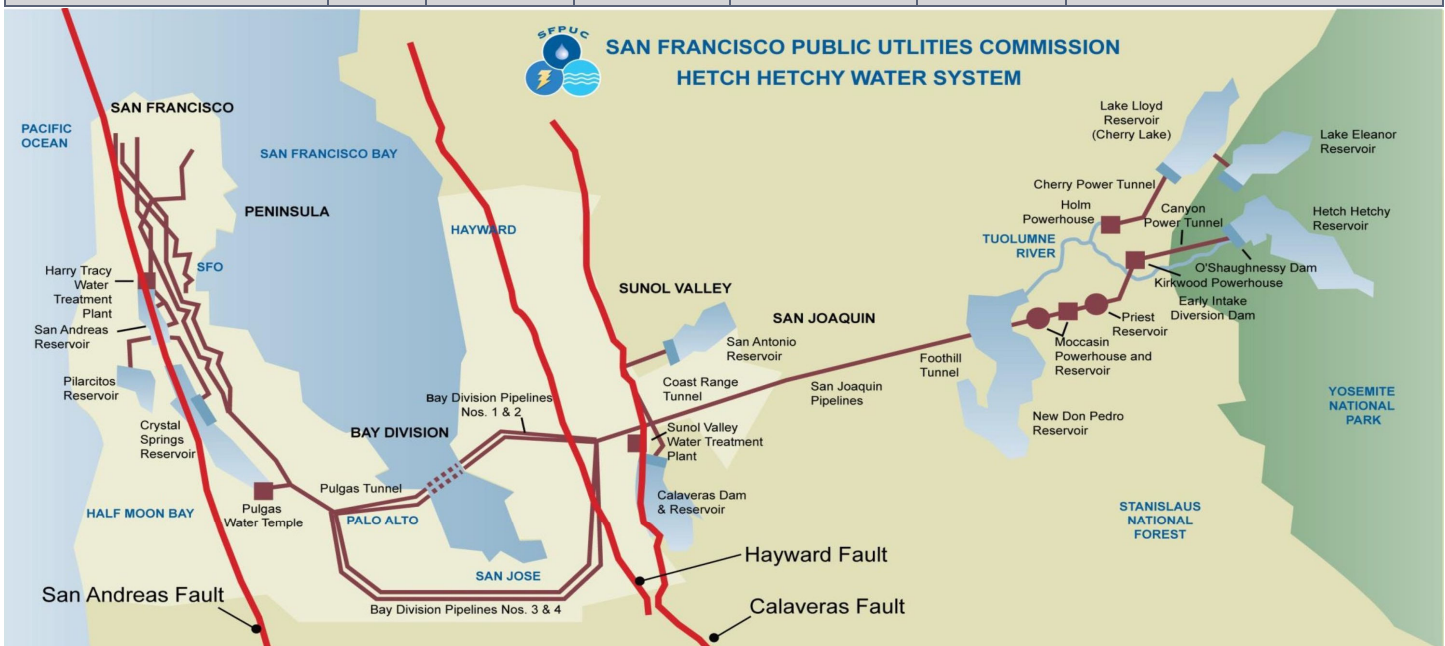 SFPUC
SAN FRANCISCO PUBLIC UTLITIES COMMISSION
HETCH HETCHY WATER SYSTEM
SAN FRANCISCO
PACIFIC
OCEAN
SAN FRANCISCO BAY
PENINSULA
SFO
HAYWARD
Harry Tracy
Water
Treatment
Plant
San Andreas
Reservoir
Pilarcitos
Reservoir
Crystal
Springs
Reservoir
HALF MOON BAY
San Andreas Fault
Pulgas
Water Temple
Pulgas Tunnel
PALO ALTO
BAY DIVISION
Bay Division Pipelines
Nos. 1 & 2
SAN JOSE
Bay Division Pipelines Nos. 3 & 4
SUNOL VALLEY
San Antonio
Reservoir
Coast Range
Tunnel
Sunol Valley
Water Treatment
Plant
Calaveras Dam
& Reservoir
Hayward Fault
Calaveras Fault
SAN JOAQUIN
San Joaquin
Pipelines
Foothill
Tunnel
Lake Lloyd
Reservoir
(Cherry Lake)
Lake Eleanor
Reservoir
Cherry Power Tunnel
Holm
Powerhouse
Canyon
Power Tunnel
Hetch Hetchy
Reservoir
TUOLUMNE
RIVER
O'Shaughnessy Dam
Kirkwood Powerhouse
Early Intake
Diversion Dam
Priest
Reservoir
Moccasin
Powerhouse and
Reservoir
New Don Pedro
Reservoir
YOSEMITE
NATIONAL
PARK
STANISLAUS
NATIONAL
FOREST